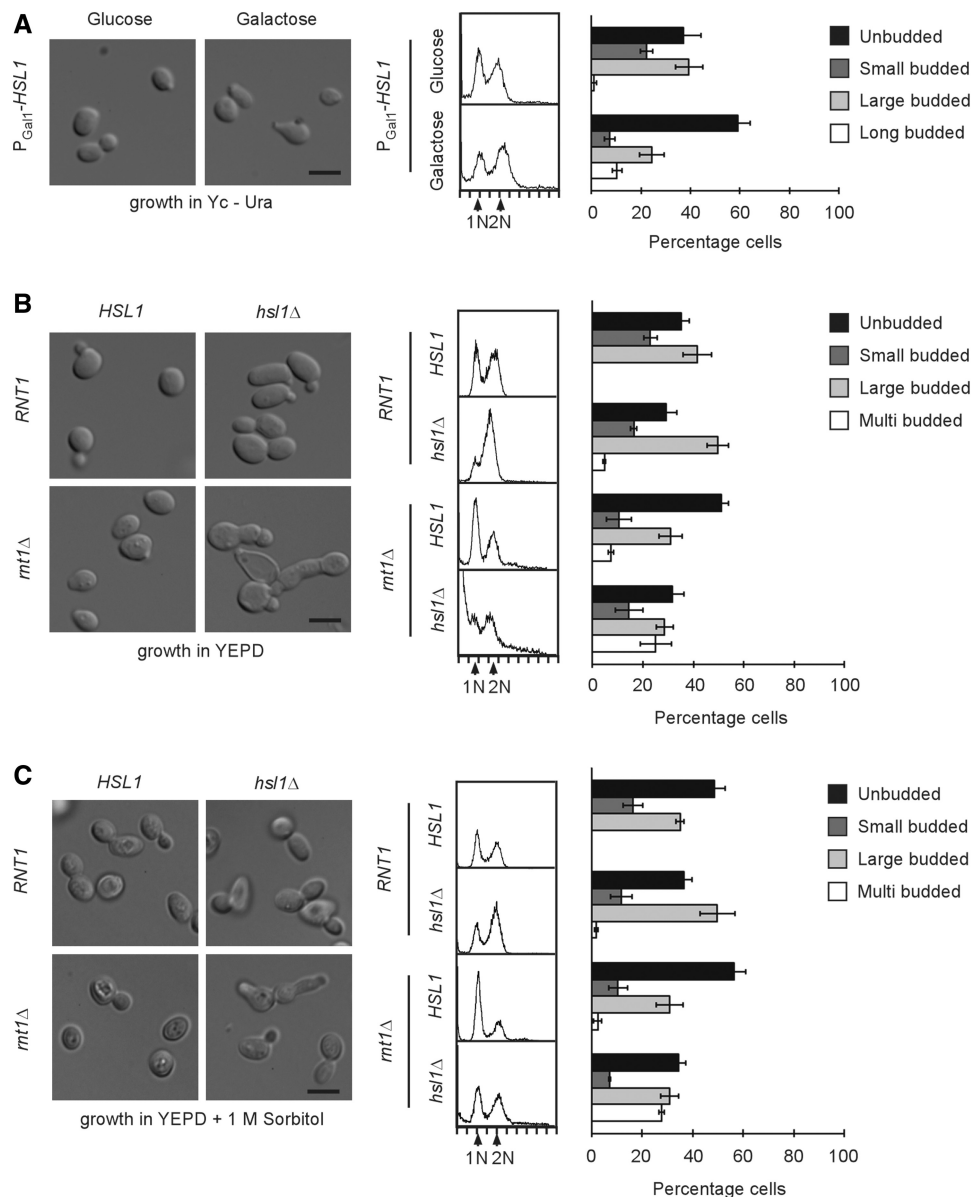 A
Glucose
Galactose
P_Gal1-HSL1
growth in Yc - Ura
P_Gal1-HSL1
Glucose
Galactose
1N 2N
Unbudded
Small budded
Large budded
Long budded
0 20 40 60 80 100
Percentage cells
B
HSL1
hsl1Δ
RNT1
rnt1Δ
growth in YEPD
RNT1
rnt1Δ
HSL1
hsl1Δ
HSL1
hsl1Δ
1N 2N
Unbudded
Small budded
Large budded
Multi budded
0 20 40 60 80 100
Percentage cells
C
HSL1
hsl1Δ
RNT1
rnt1Δ
growth in YEPD + 1 M Sorbitol
RNT1
rnt1Δ
HSL1
hsl1Δ
HSL1
hsl1Δ
1N 2N
Unbudded
Small budded
Large budded
Multi budded
0 20 40 60 80 100
Percentage cells